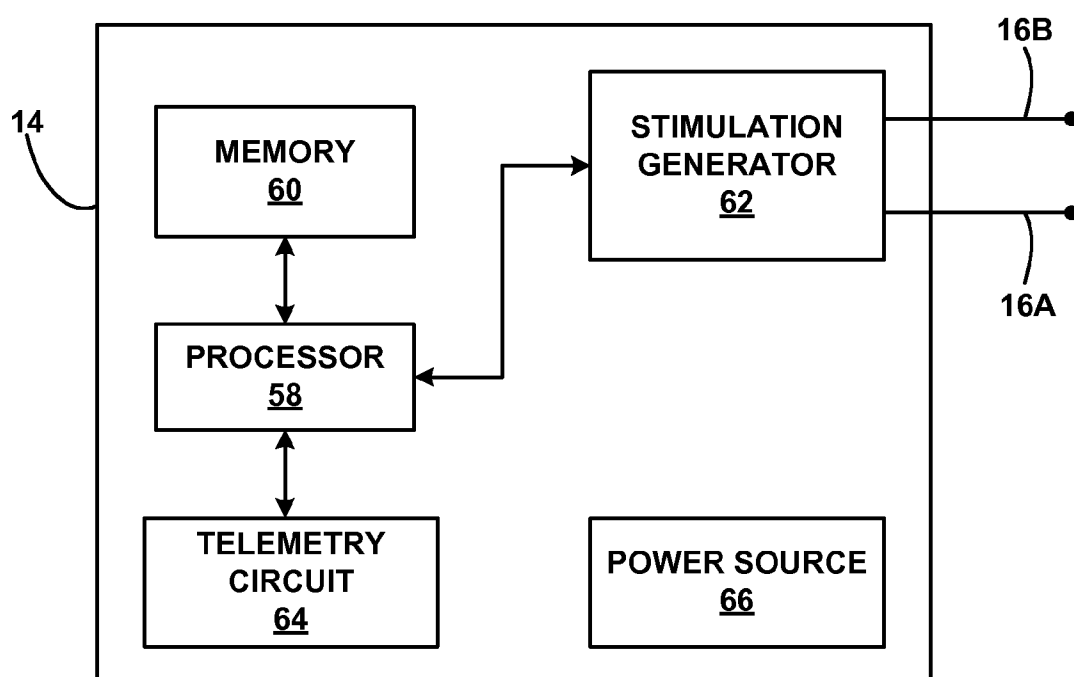 16B
14
MEMORY
60
STIMULATION
GENERATOR
62
16A
PROCESSOR
58
TELEMETRY
CIRCUIT
64
POWER SOURCE
66